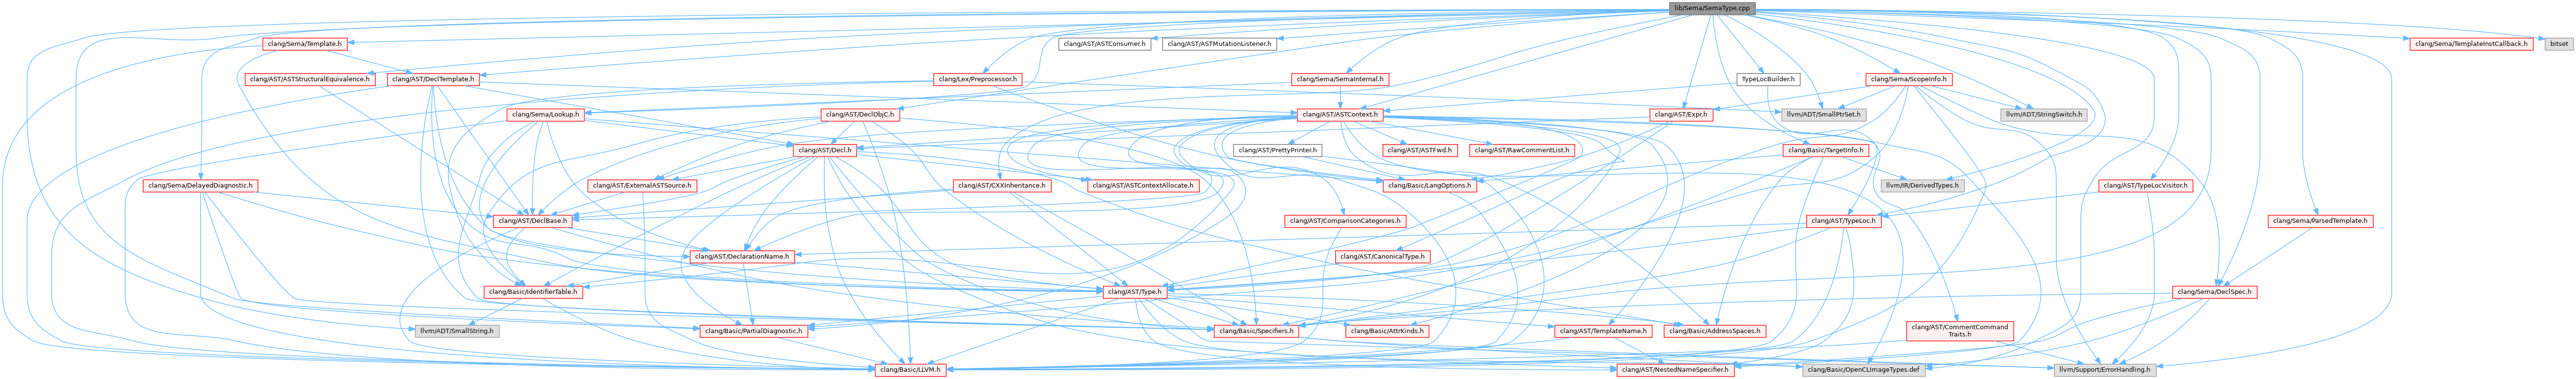 lib/Sema/SemaType.cpp
clang/Sema/Template.h
clang/AST/ASTConsumer.h
clang/AST/ASTMutationListener.h
clang/Sema/TemplateInstCallback.h
bitset
clang/AST/ASTStructuralEquivalence.h
clang/AST/DeclTemplate.h
clang/Lex/Preprocessor.h
clang/Sema/SemaInternal.h
TypeLocBuilder.h
clang/Sema/ScopeInfo.h
clang/Sema/Lookup.h
clang/AST/DeclObjC.h
clang/AST/ASTContext.h
clang/AST/Expr.h
llvm/ADT/SmallPtrSet.h
llvm/ADT/StringSwitch.h
clang/AST/Decl.h
clang/AST/PrettyPrinter.h
clang/AST/ASTFwd.h
clang/AST/RawCommentList.h
clang/Basic/TargetInfo.h
clang/Sema/DelayedDiagnostic.h
clang/AST/ExternalASTSource.h
clang/AST/CXXInheritance.h
clang/AST/ASTContextAllocate.h
clang/Basic/LangOptions.h
llvm/IR/DerivedTypes.h
clang/AST/TypeLocVisitor.h
clang/AST/DeclBase.h
clang/AST/ComparisonCategories.h
clang/AST/TypeLoc.h
clang/Sema/ParsedTemplate.h
clang/AST/DeclarationName.h
clang/AST/CanonicalType.h
clang/Basic/IdentifierTable.h
clang/AST/Type.h
clang/Sema/DeclSpec.h
llvm/ADT/SmallString.h
clang/Basic/PartialDiagnostic.h
clang/Basic/Specifiers.h
clang/Basic/AttrKinds.h
clang/AST/TemplateName.h
clang/Basic/AddressSpaces.h
clang/AST/CommentCommand
Traits.h
clang/Basic/LLVM.h
clang/AST/NestedNameSpecifier.h
clang/Basic/OpenCLImageTypes.def
llvm/Support/ErrorHandling.h